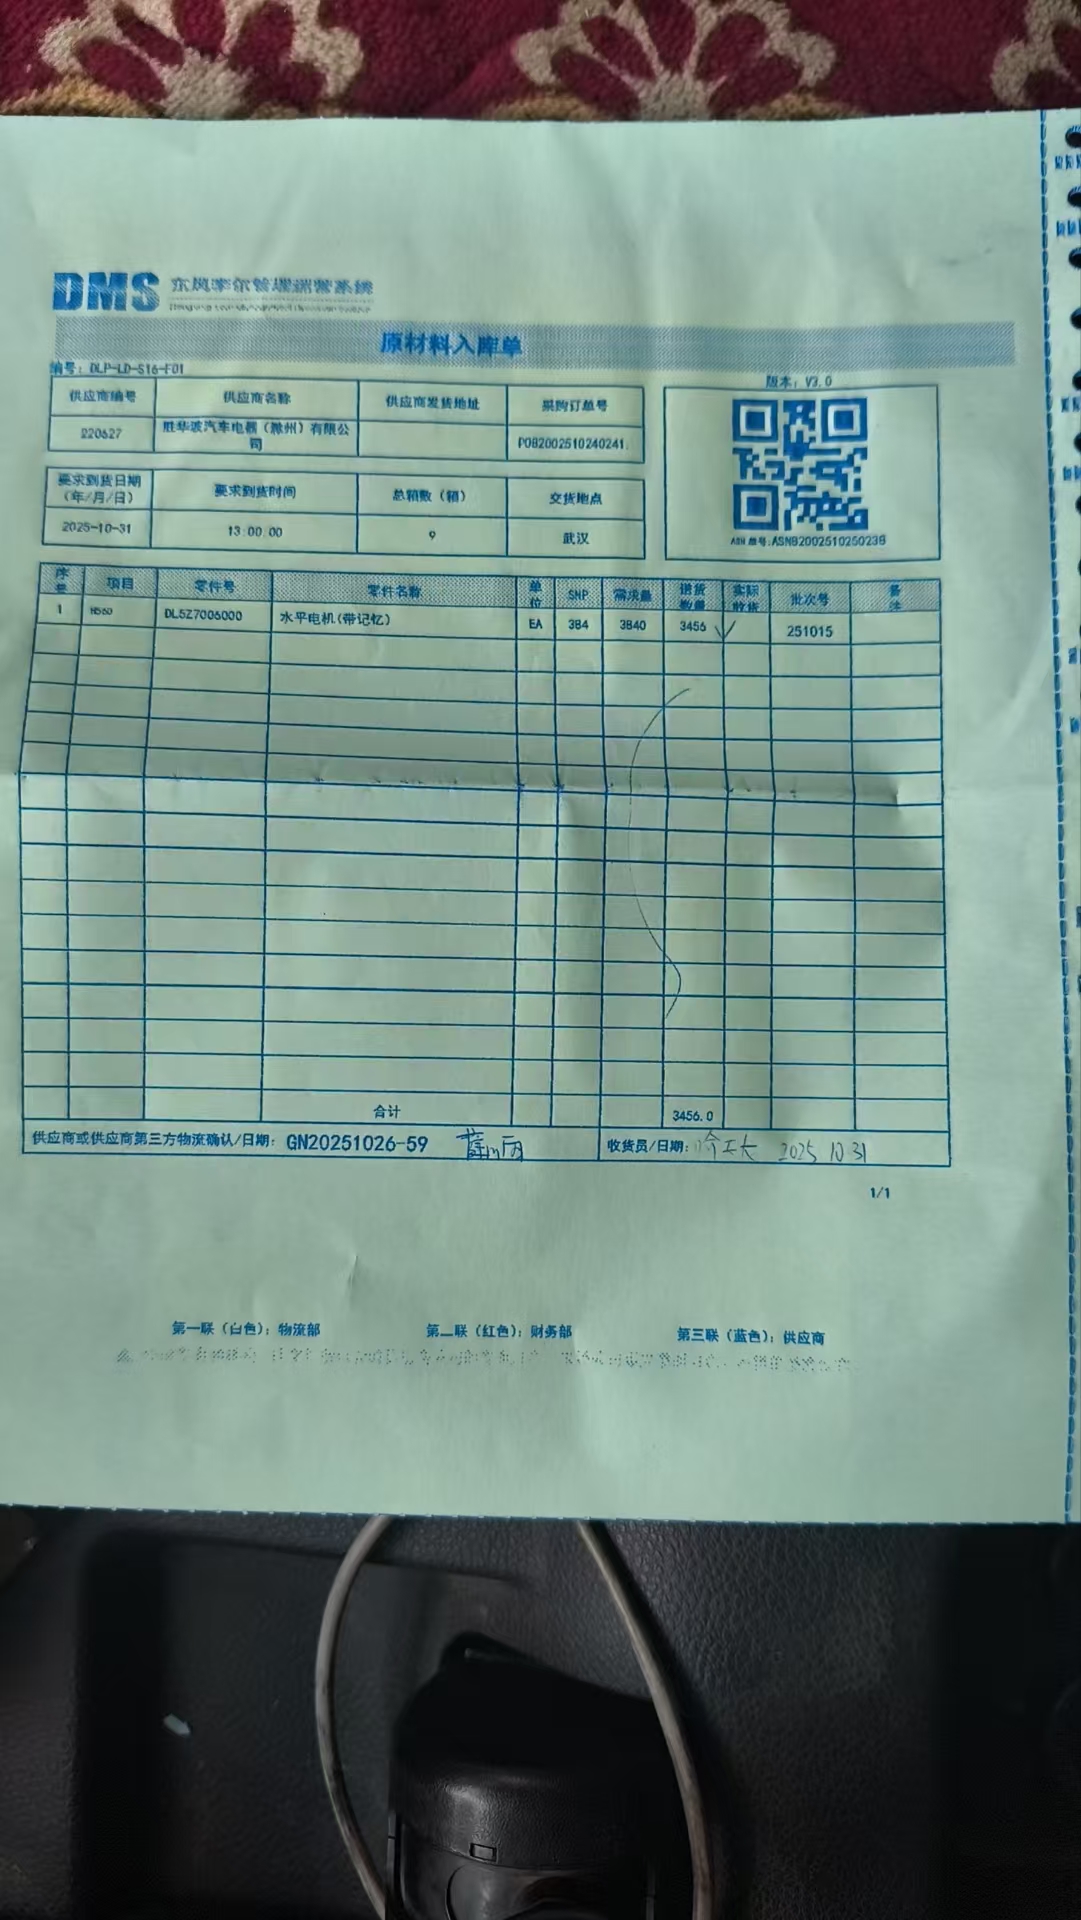 DMS 东风李尔管理运营系统
原材料入库单
编号：DLP-LD-S16-F01
版本：V3.0
供应商编号 供应商名称 供应商发货地址 采购订单号
220627 胜华波汽车电器（滁州）有限公司 POB2002510240241
要求到货日期（年/月/日） 要求到货时间 总箱数（箱） 交货地点
2025-10-31 13:00:00 9 武汉
ASN 单号：ASNB2002510250238
序号 项目 零件号 零件名称 单位 SNP 需求量 送货数量 实际收货 批次号 备注
1 H560 DL5Z7006000 水平电机(带记忆) EA 384 3840 3456 251015
合计 3456.0
供应商或供应商第三方物流确认/日期：GN20251026-59
收货员/日期： 2025 10 31
1/1
第一联（白色）：物流部 第二联（红色）：财务部 第三联（蓝色）：供应商